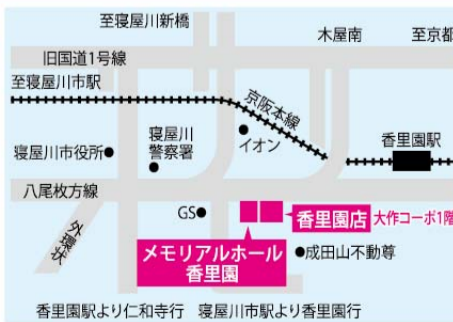 至寝屋川新橋
木屋南
至京都
旧国道1号線
至寝屋川市駅
京阪本線
香里園駅
寝屋川市役所
寝屋川
警察署
イオン
八尾枚方線
GS
香里園店
大作コーポ1階
外環状
メモリアルホール
香里園
成田山不動尊
香里園駅より仁和寺行 寝屋川市駅より香里園行